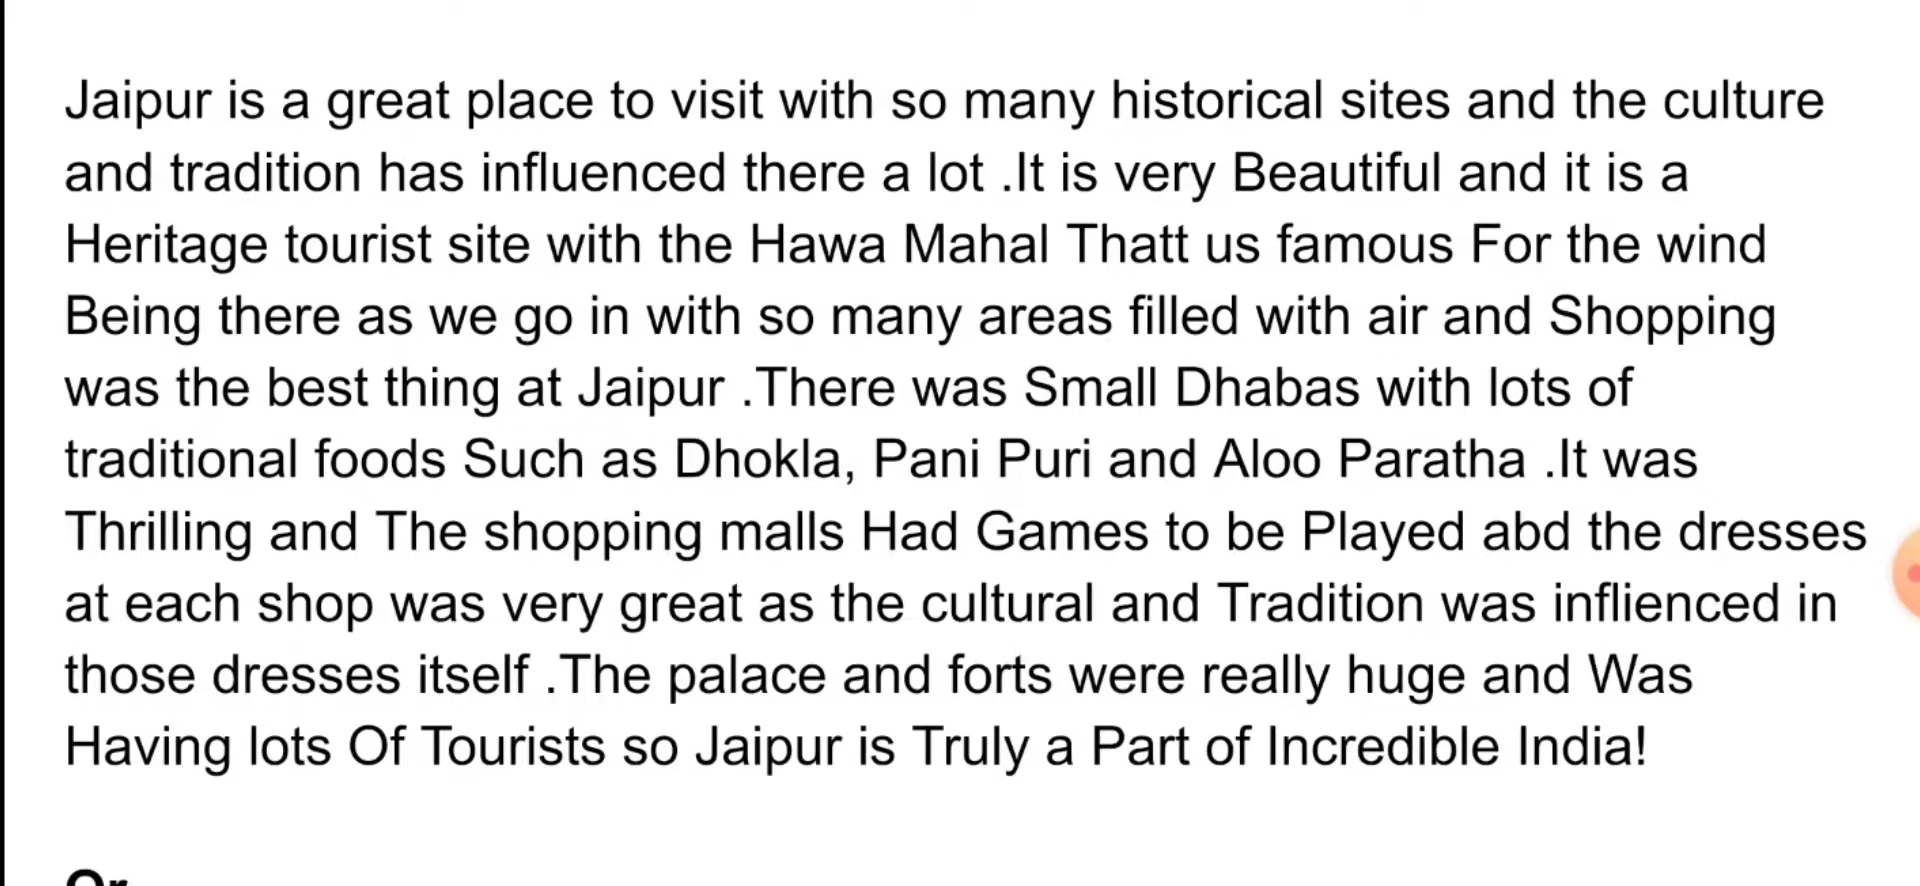 Jaipur is a great place to visit with so many historical sites and the culture
and tradition has influenced there a lot .It is very Beautiful and it is a
Heritage tourist site with the Hawa Mahal Thatt us famous For the wind
Being there as we go in with so many areas filled with air and Shopping
was the best thing at Jaipur .There was Small Dhabas with lots of
traditional foods Such as Dhokla, Pani Puri and Aloo Paratha .It was
Thrilling and The shopping malls Had Games to be Played abd the dresses
at each shop was very great as the cultural and Tradition was inflienced in
those dresses itself .The palace and forts were really huge and Was
Having lots Of Tourists so Jaipur is Truly a Part of Incredible India!
Or